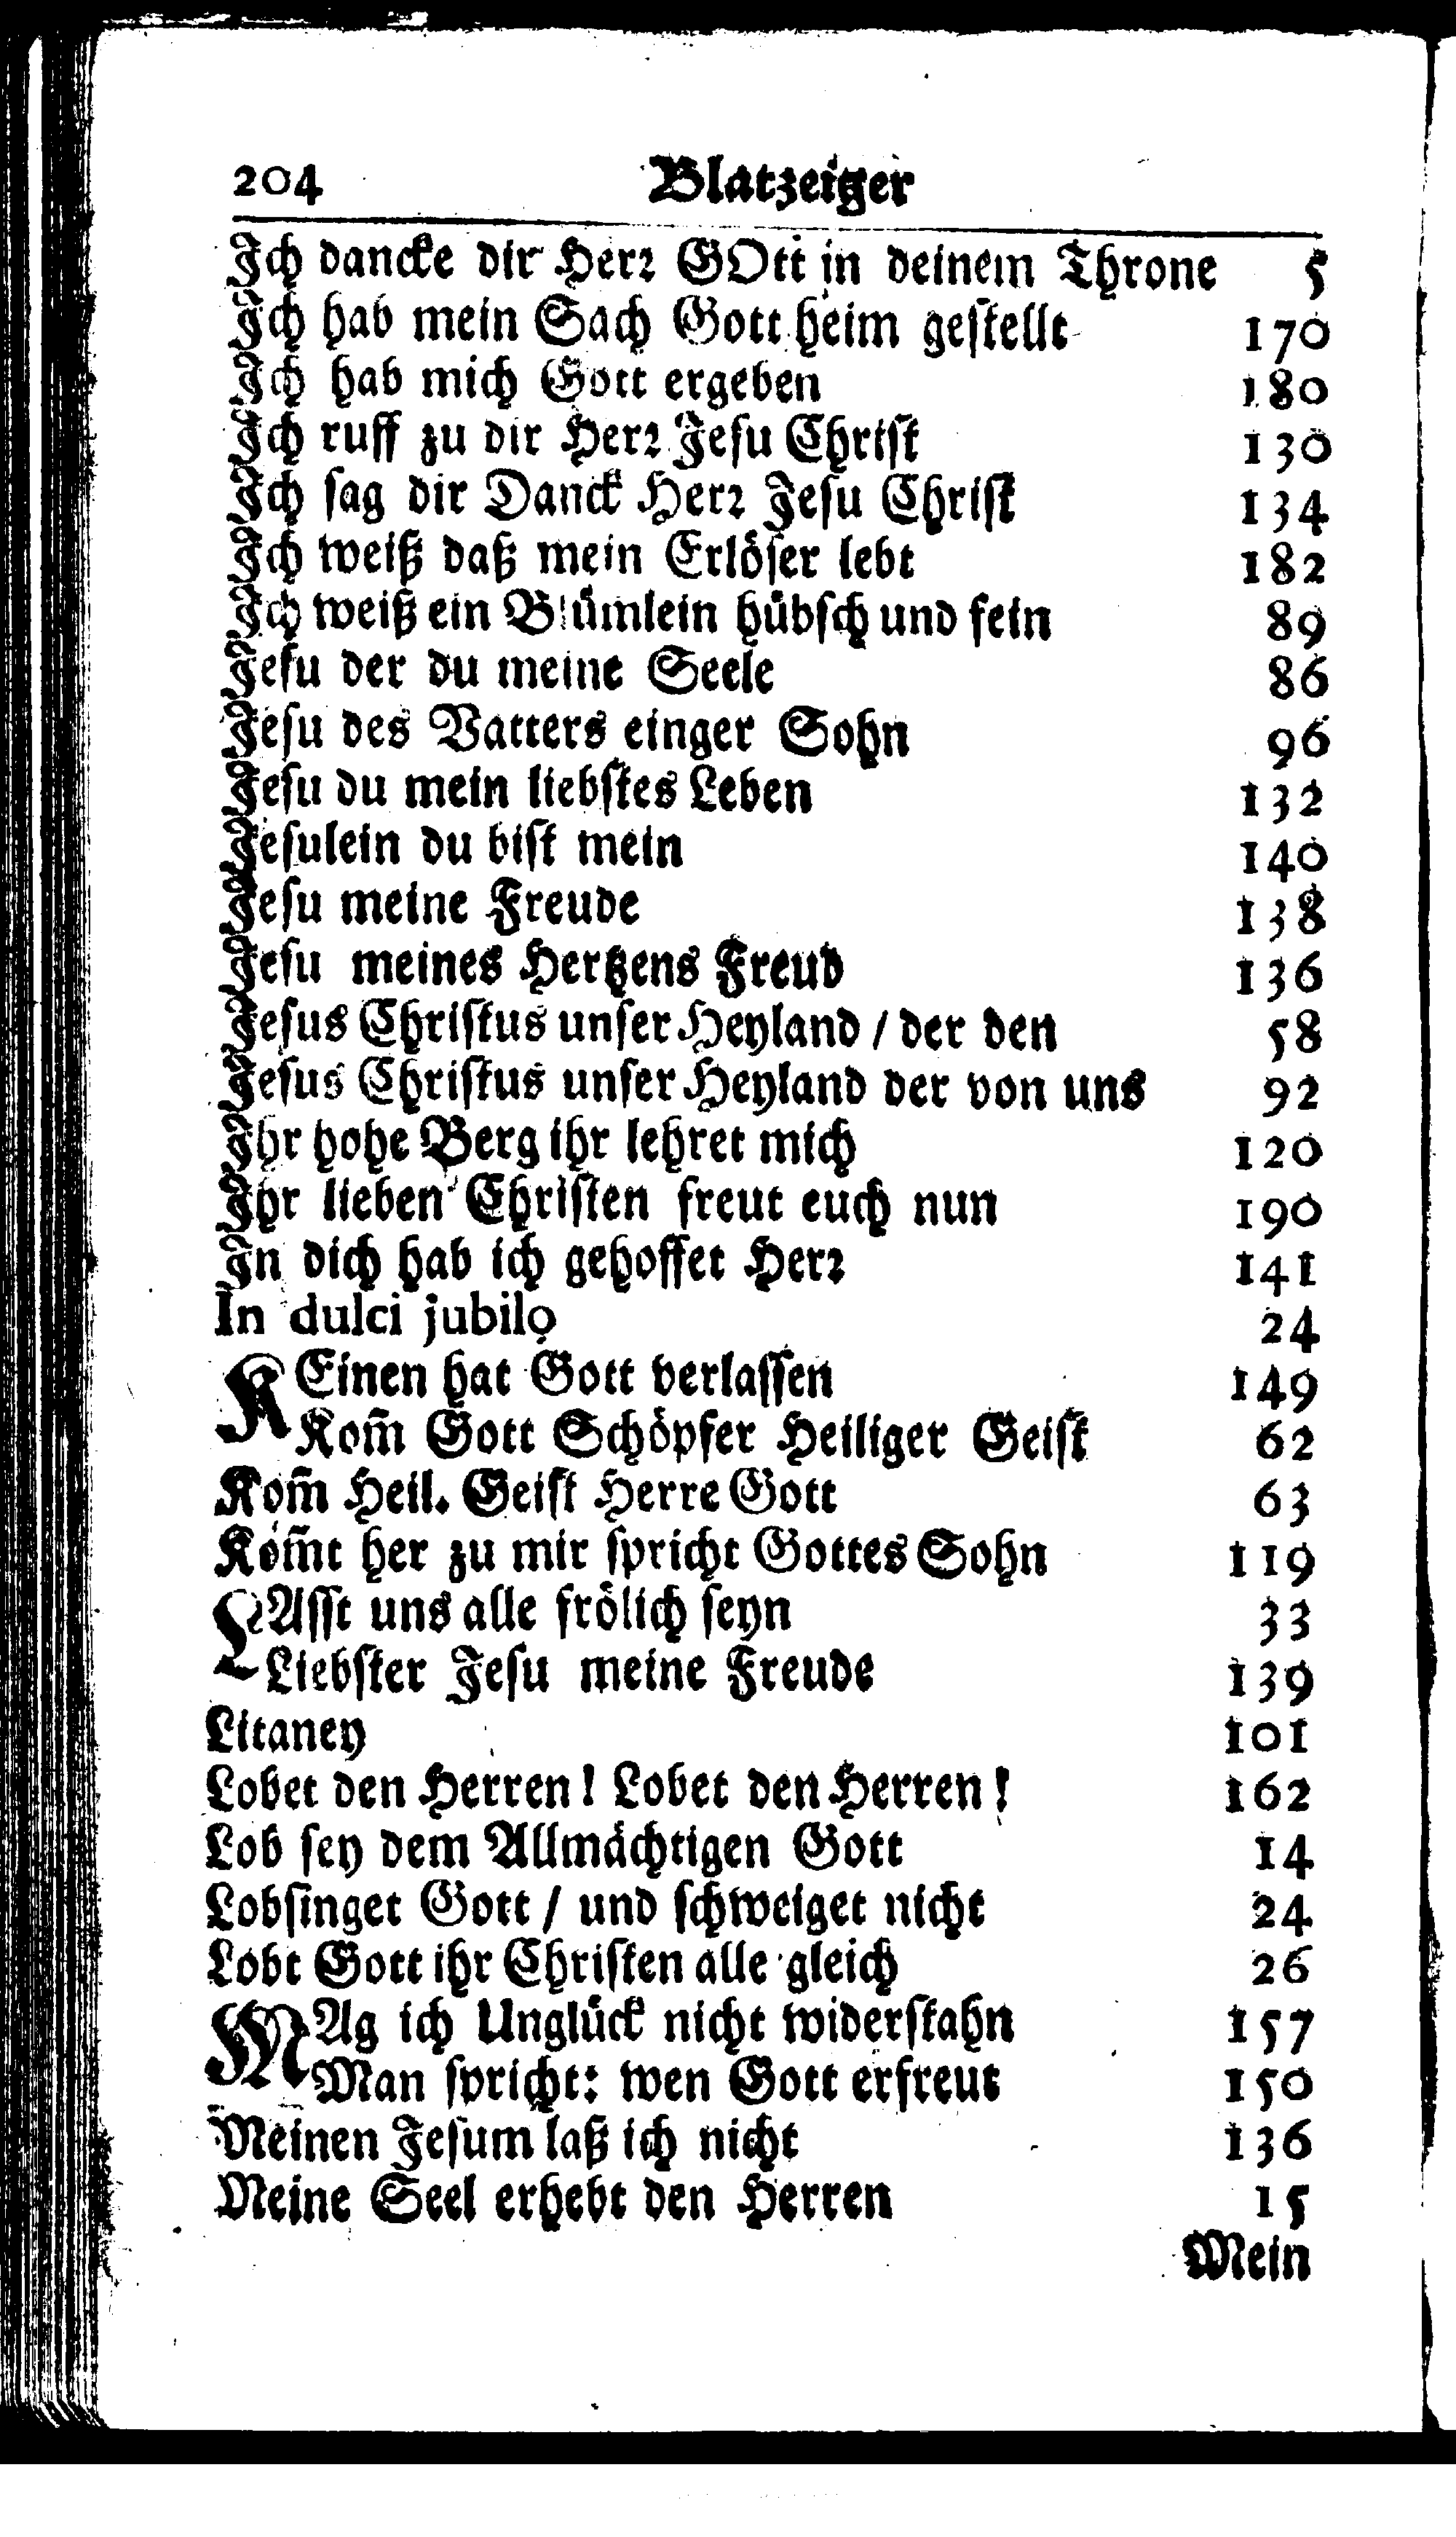 204 Blatzeiger
Ich dancke dir Herꝛ GOtt in deinem Throne 5
Ich hab mein Sach Gott heim gestellt 170
Ich hab mich Gott ergeben 180
Ich ruff zu dir Herꝛ Jesu Christ 130
Ich sag dir Danck Herꝛ Jesu Christ 134
Ich weiß daß mein Erlöser lebt 182
Ich weiß ein Blümlein hübsch und fein 89
Jesu der du meine Seele 86
Jesu des Vatters einger Sohn 96
Jesu du mein liebstes Leben 132
Jesulein du bist mein 140
Jesu meine Freude 138
Jesu meines Hertzens Freud 136
Jesus Christus unser Heyland / der den 58
Jesus Christus unser Heyland der von uns 92
Ihr hohe Berg ihr lehret mich 120
Ihr lieben Christen freut euch nun 190
In dich hab ich gehoffet Herꝛ 141
In dulci jubilo 24
KEinen hat Gott verlassen 149
Kom̃ Gott Schöpfer Heiliger Geist 62
Kom̃ Heil. Geist Herre Gott 63
Kom̃t her zu mir spricht Gottes Sohn 119
LAsst uns alle frölich seyn 33
Liebster Jesu meine Freude 139
Litaney 101
Lobet den Herren! Lobet den Herren! 162
Lob sey dem Allmächtigen Gott 14
Lobsinget Gott / und schweiget nicht 24
Lobt Gott ihr Christen alle gleich 26
MAg ich Unglück nicht widerstahn 157
Man spricht: wen Gott erfreut 150
Meinen Jesum laß ich nicht 136
Meine Seel erhebt den Herren 15
Mein